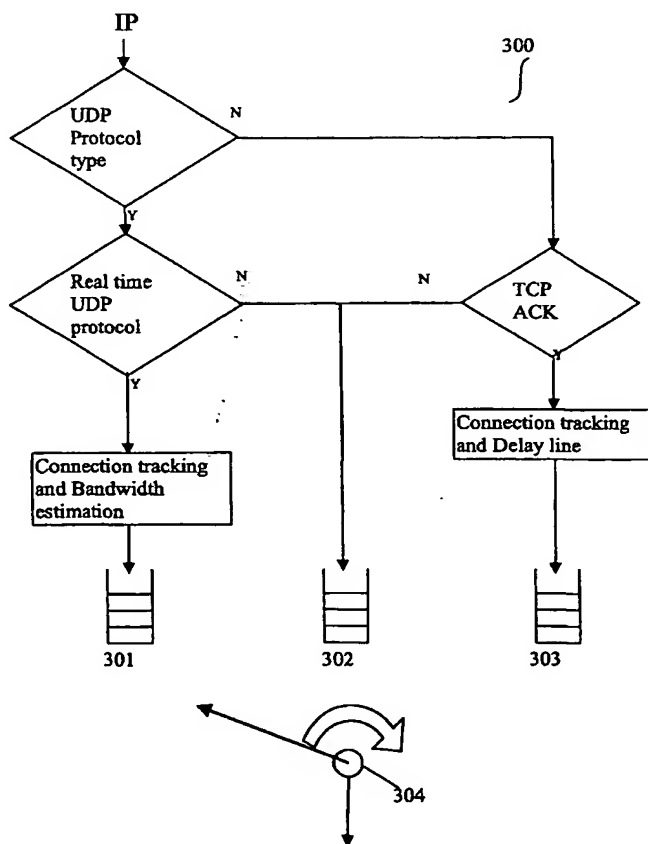 IP
300
UDP
Protocol
type
N
Y
Real time
UDP
protocol
N
N
TCP
ACK
Y
Y
Connection tracking
and Delay line
Connection tracking
and Bandwidth
estimation
301
302
303
304